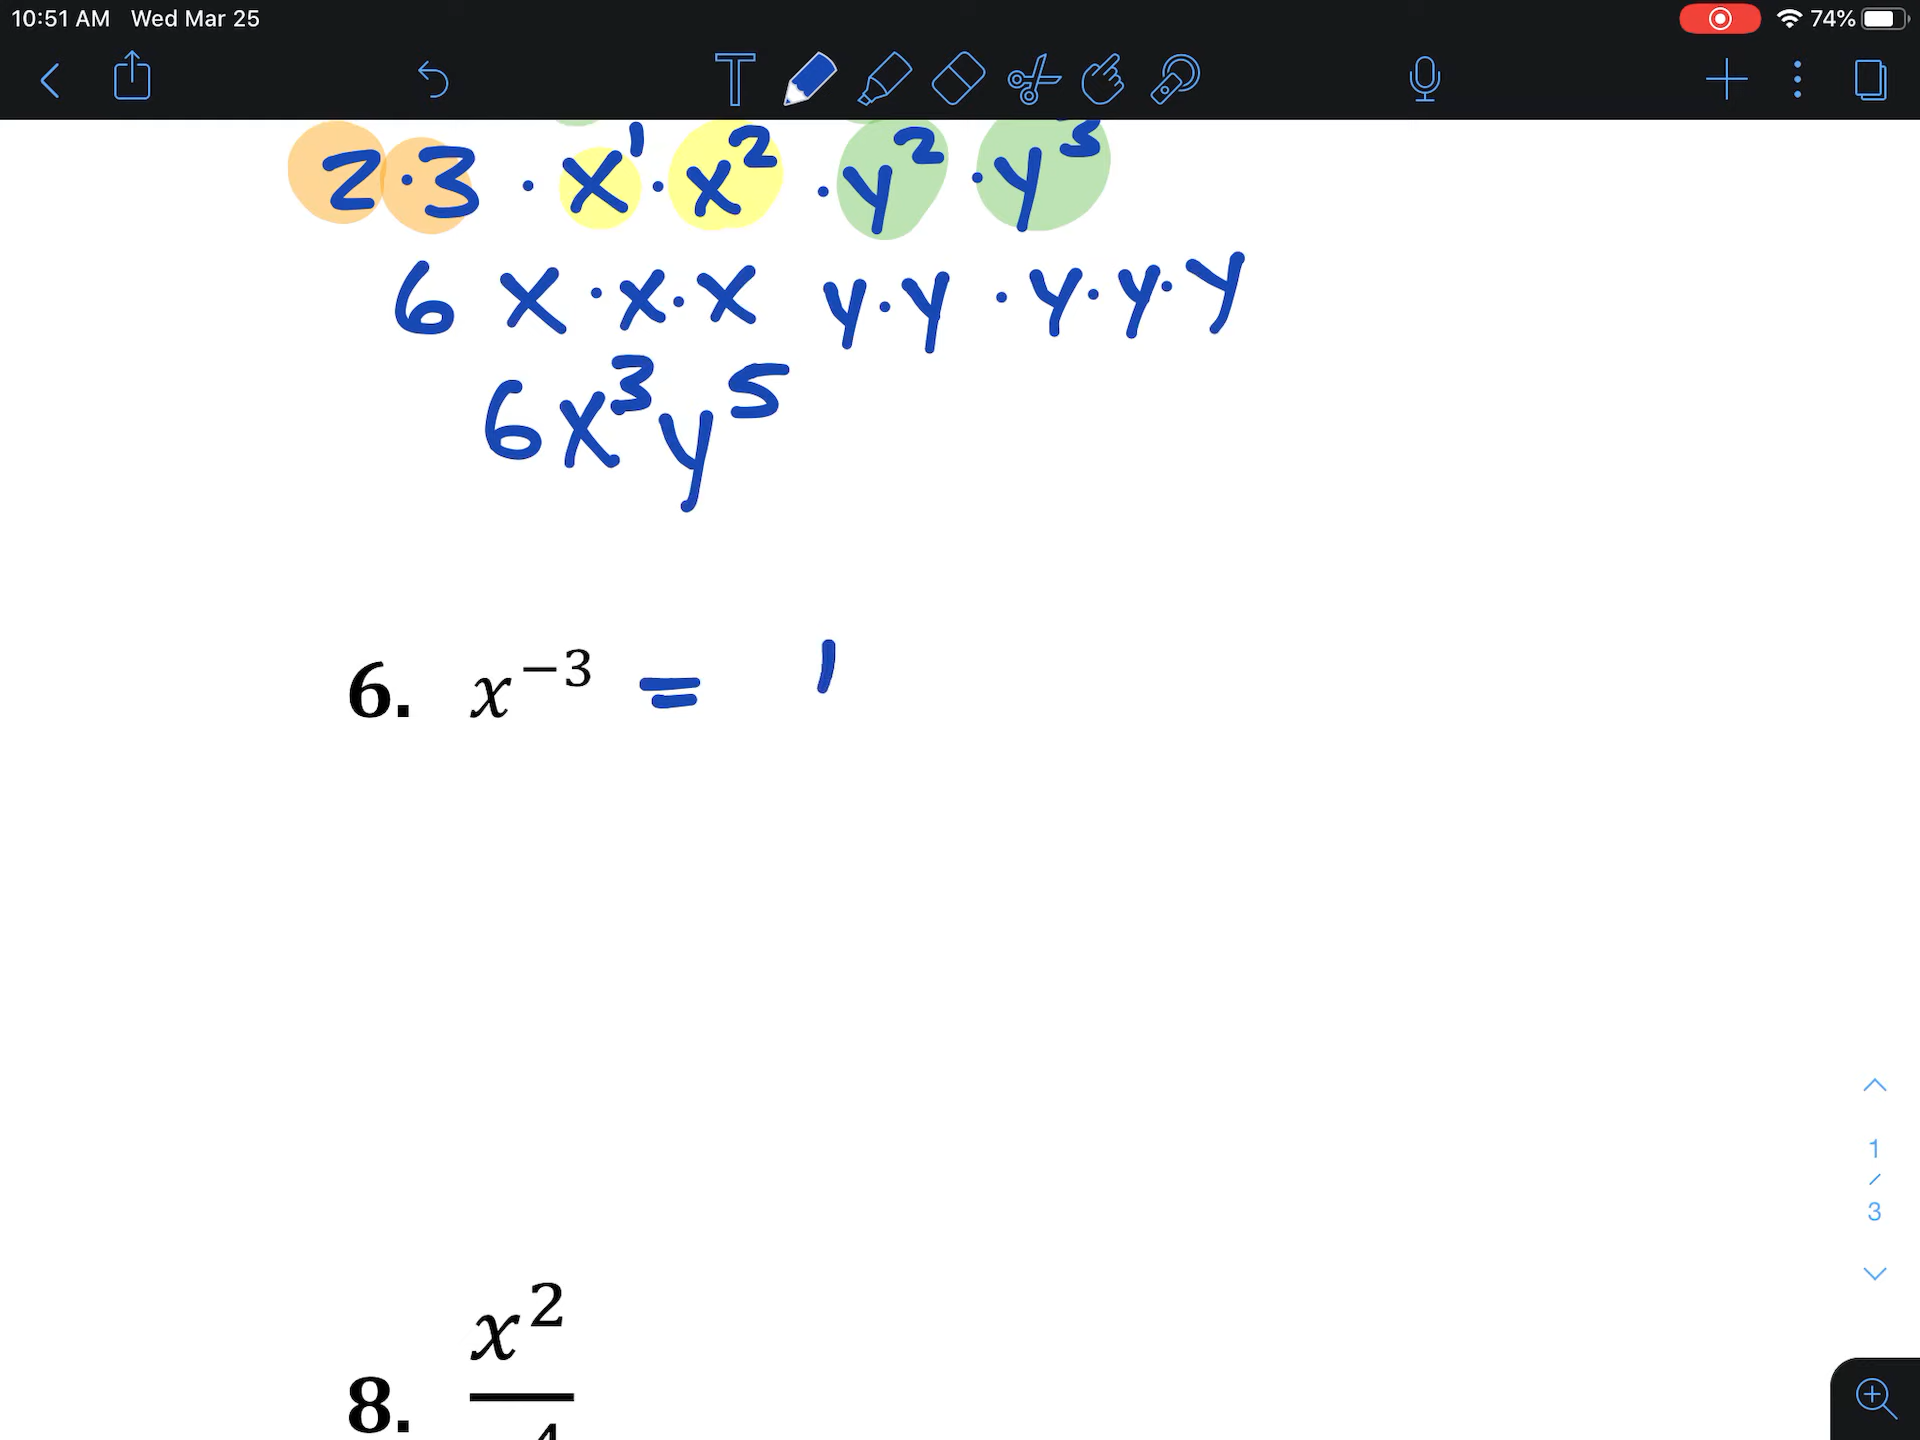 10:51 AM Wed Mar 25 74%
2 · 3 · x¹ · x² · y² · y³
6 x · x · x y · y · y · y · y
6x³y⁵
6. x⁻³ = 1
1
/
3
x²
8.
4